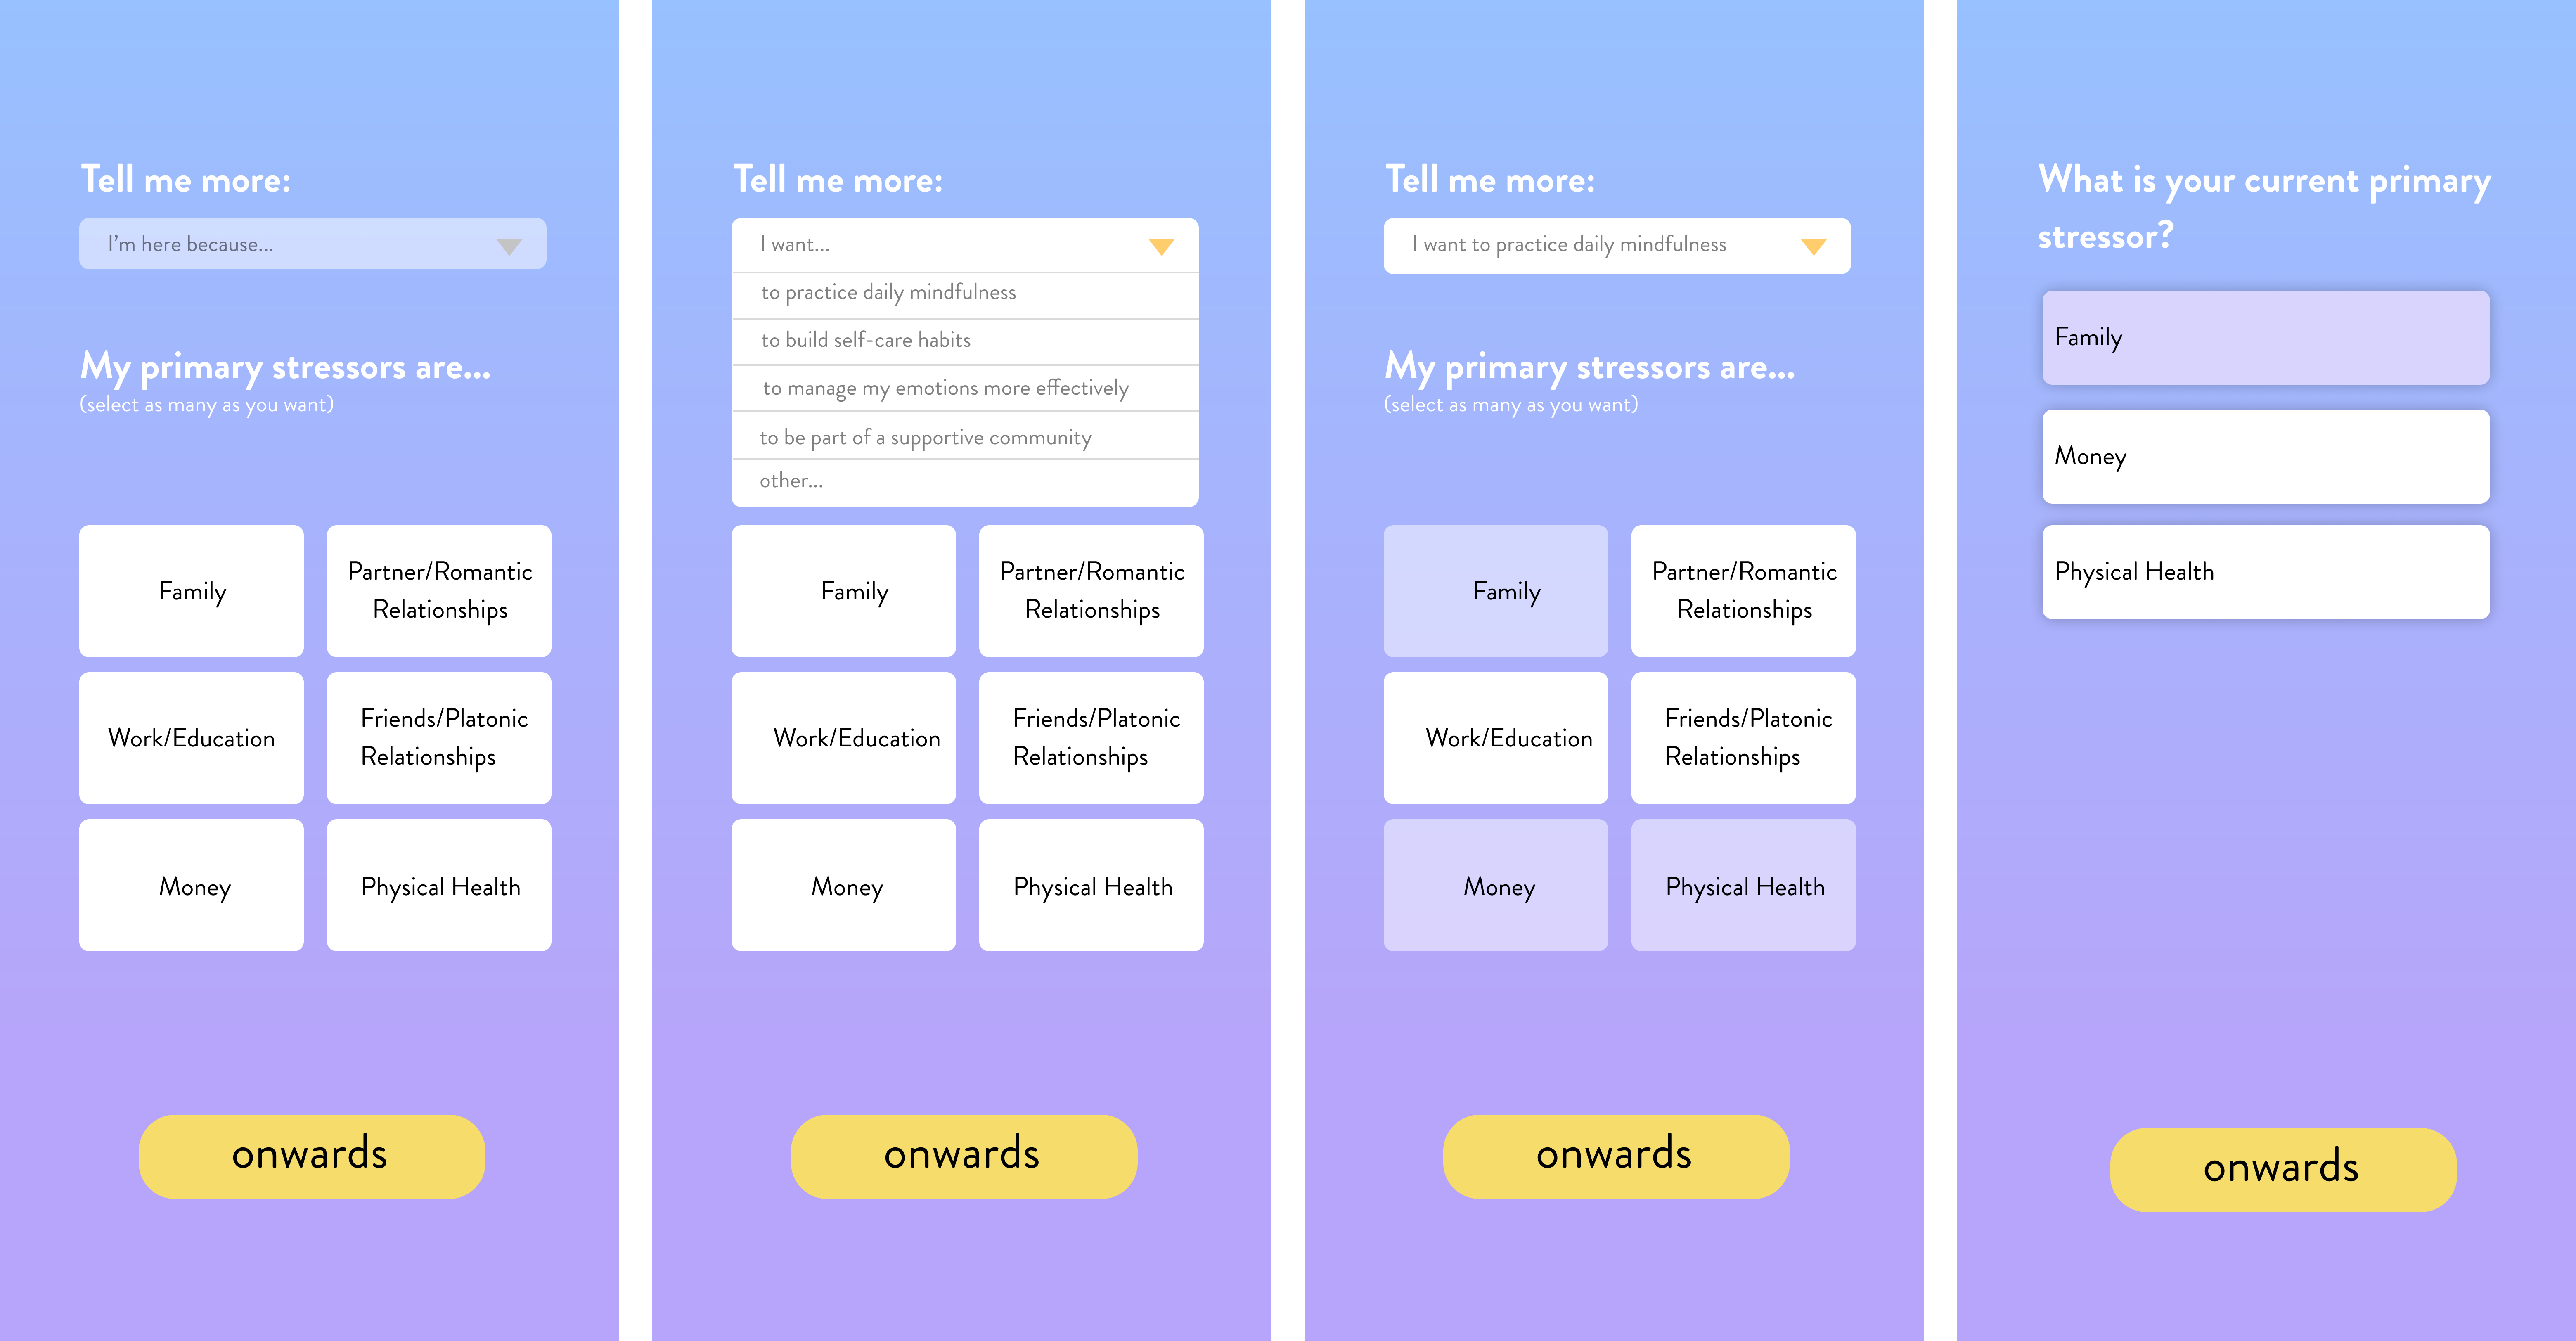 Tell me more:
I'm here because...
My primary stressors are...
(select as many as you want)
Family
Partner/Romantic
Relationships
Work/Education
Friends/Platonic
Relationships
Money
Physical Health
onwards
Tell me more:
I want...
to practice daily mindfulness
to build self-care habits
to manage my emotions more effectively
to be part of a supportive community
other...
Family
Partner/Romantic
Relationships
Work/Education
Friends/Platonic
Relationships
Money
Physical Health
onwards
Tell me more:
I want to practice daily mindfulness
My primary stressors are...
(select as many as you want)
Family
Partner/Romantic
Relationships
Work/Education
Friends/Platonic
Relationships
Money
Physical Health
onwards
What is your current primary
stressor?
Family
Money
Physical Health
onwards